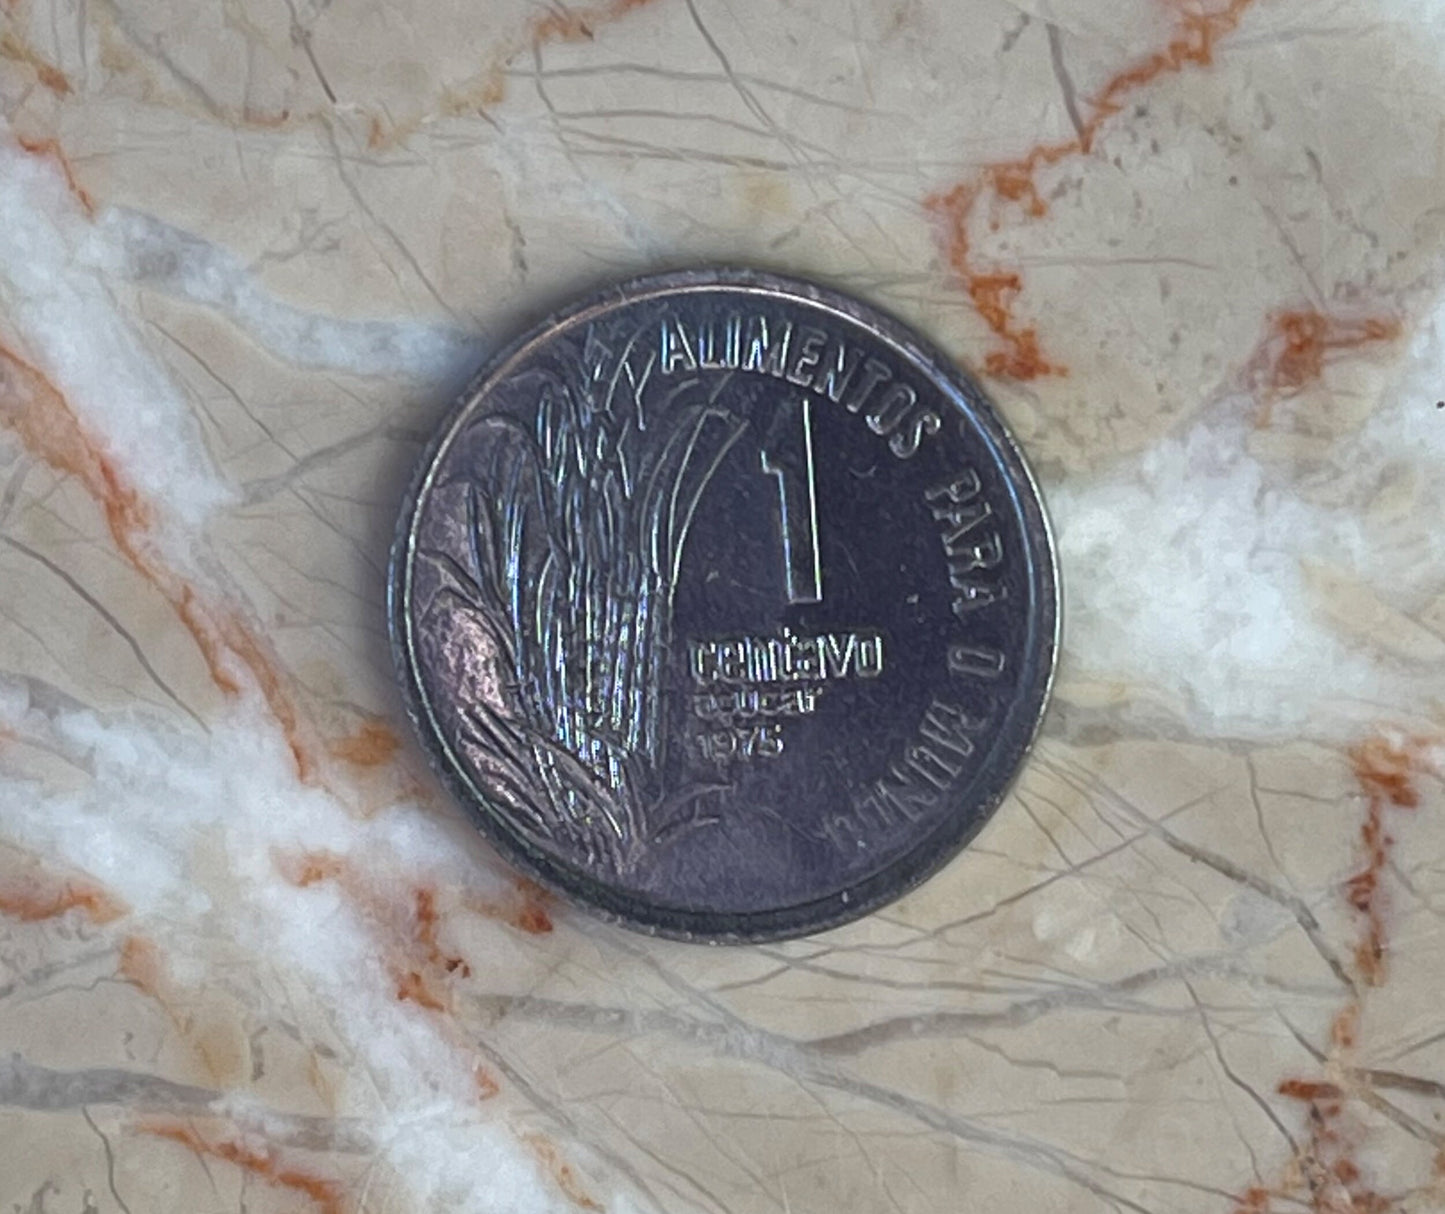 ALIMENTOS PARA O MUNDO
1
centavo
açucar
1975